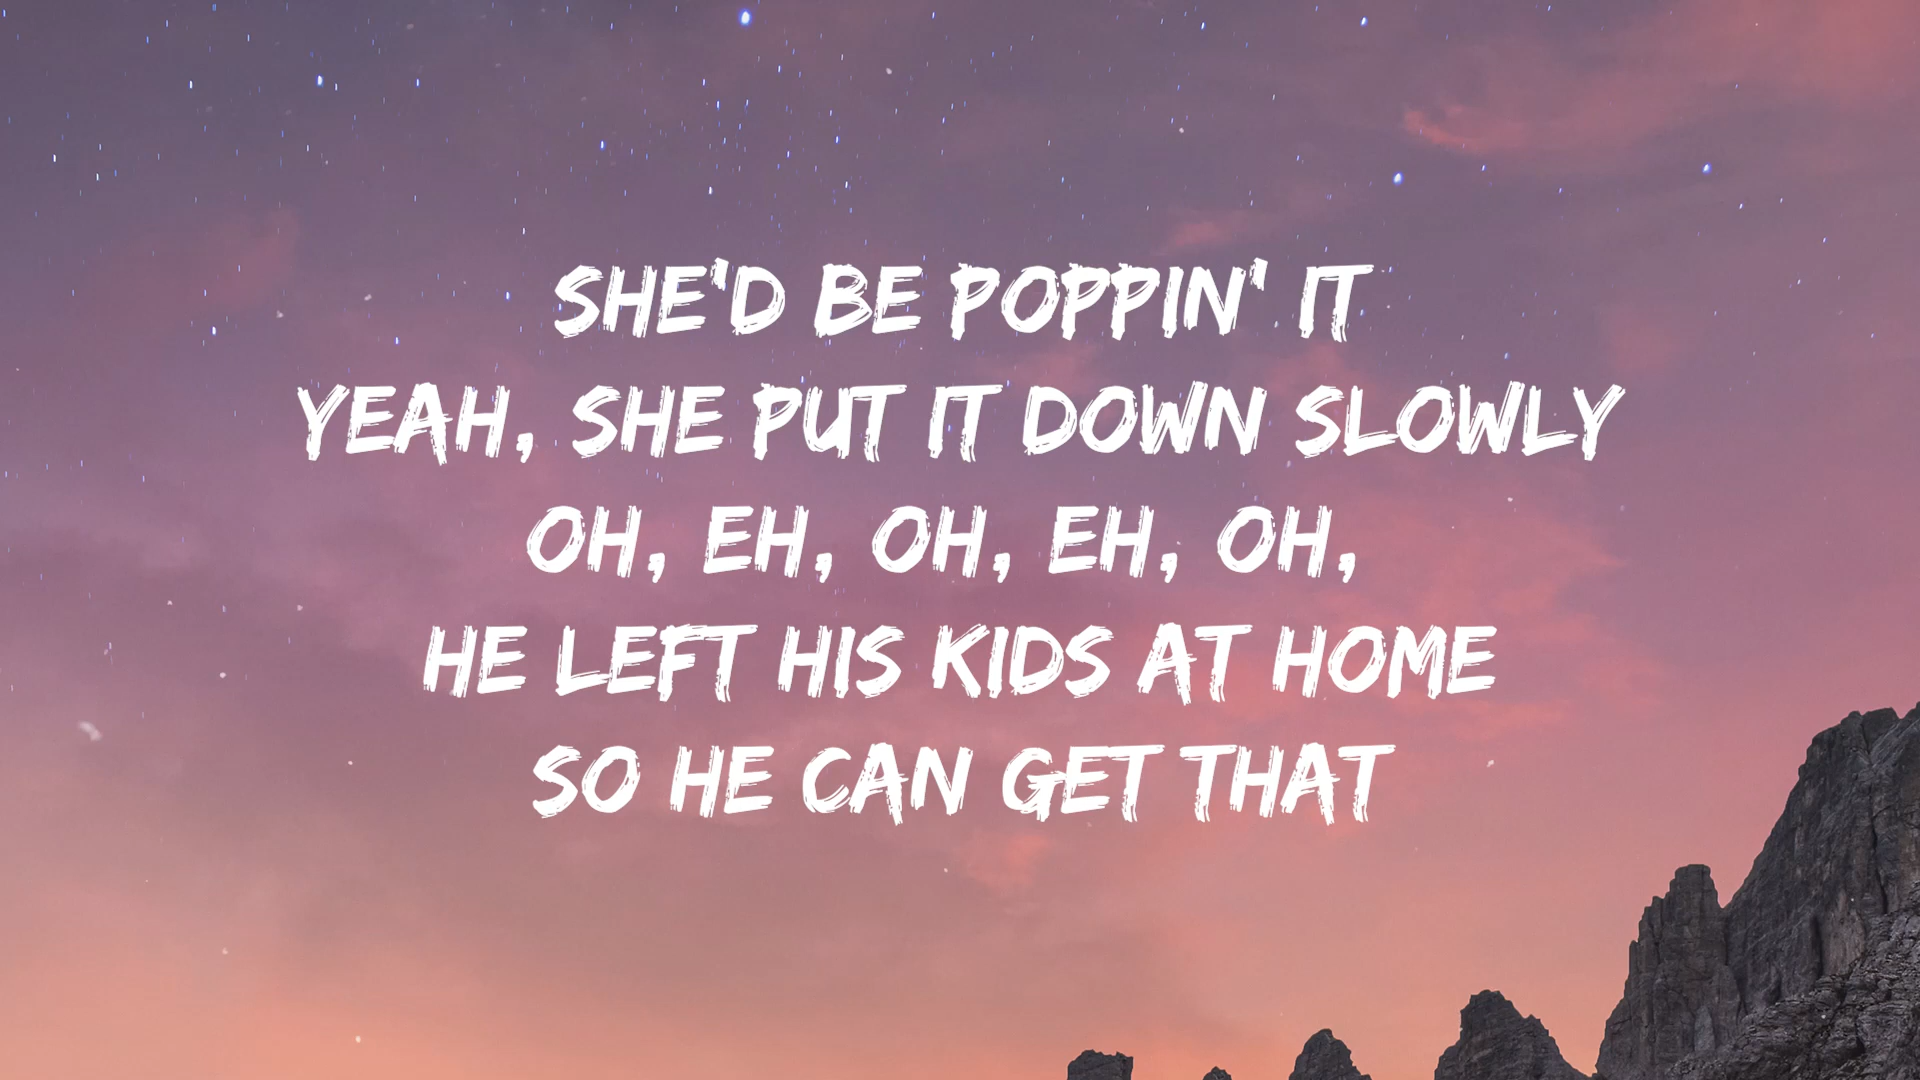 SHE'D BE POPPIN' IT
YEAH, SHE PUT IT DOWN SLOWLY
OH, EH, OH, EH, OH,
HE LEFT HIS KIDS AT HOME
SO HE CAN GET THAT